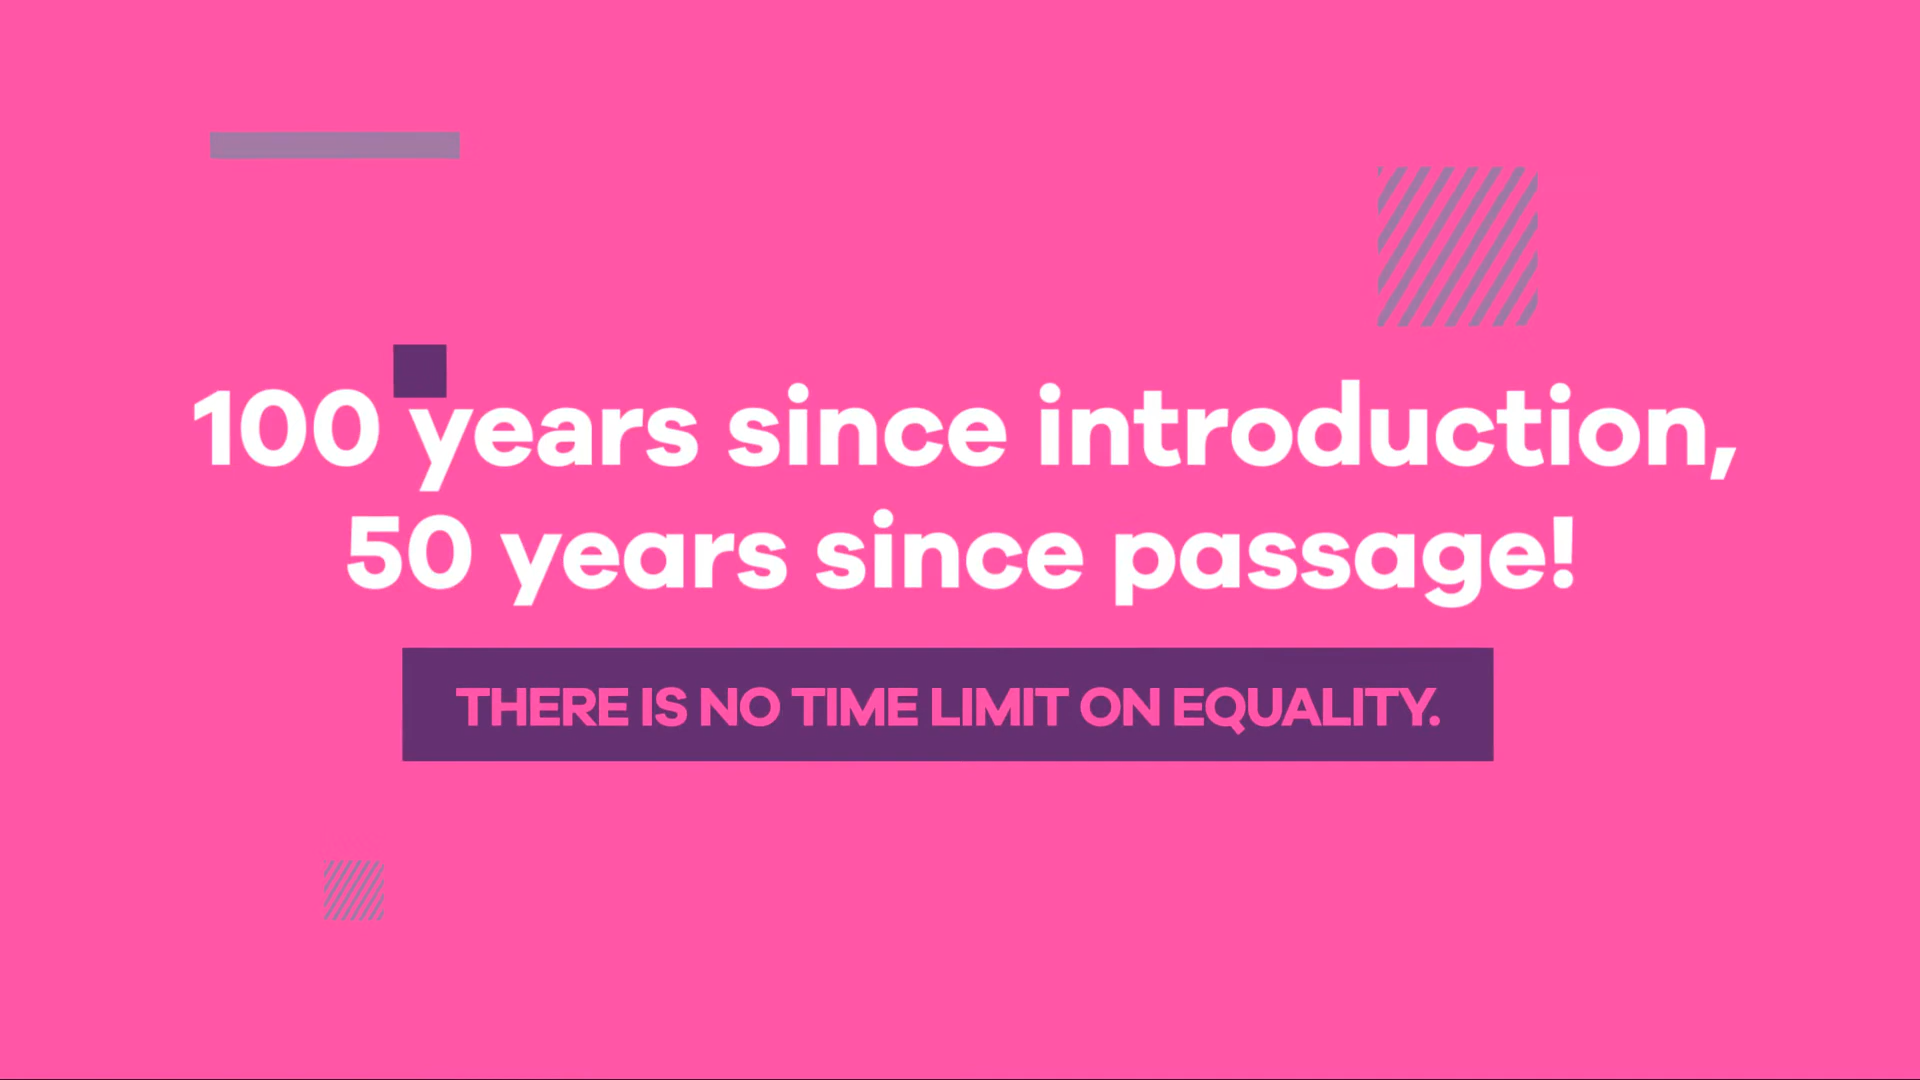 100 years since introduction,
50 years since passage!
THERE IS NO TIME LIMIT ON EQUALITY.